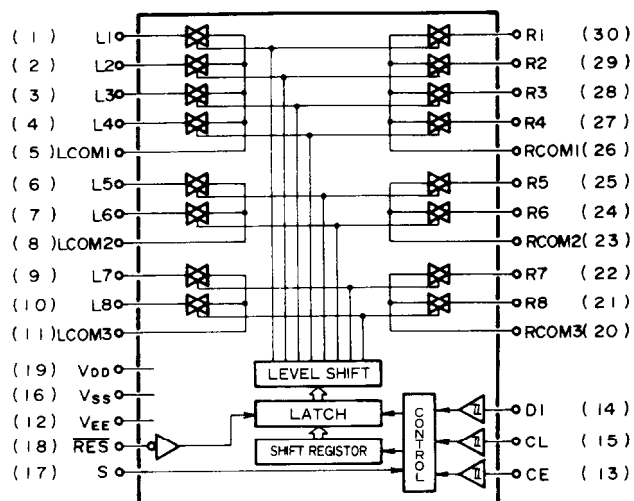 ( 1 ) L1 R1 (30)
( 2 ) L2 R2 (29)
( 3 ) L3 R3 (28)
( 4 ) L4 R4 (27)
( 5 ) LCOM1 RCOM1 (26)
( 6 ) L5 R5 (25)
( 7 ) L6 R6 (24)
( 8 ) LCOM2 RCOM2 (23)
( 9 ) L7 R7 (22)
(10) L8 R8 (21)
(11) LCOM3 RCOM3 (20)
(19) VDD LEVEL SHIFT
(16) VSS
(12) VEE LATCH DI (14)
(18) RES SHIFT REGISTOR CONTROL CL (15)
(17) S CE (13)